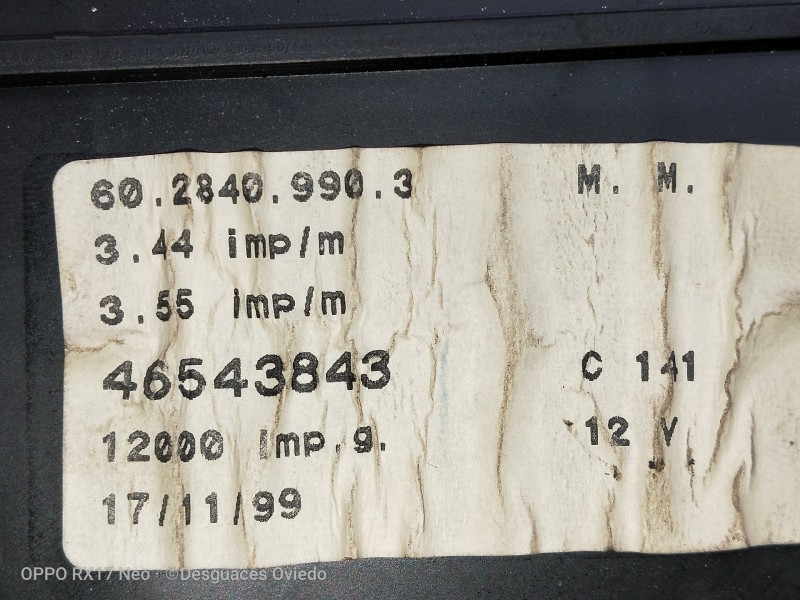 60.2840.990.3 M. M.
3.44 imp/m
3.55 imp/m
46543843 C 141
12000 imp.g. 12 V
17/11/99
OPPO RX17 Neo · ©Desguaces Oviedo